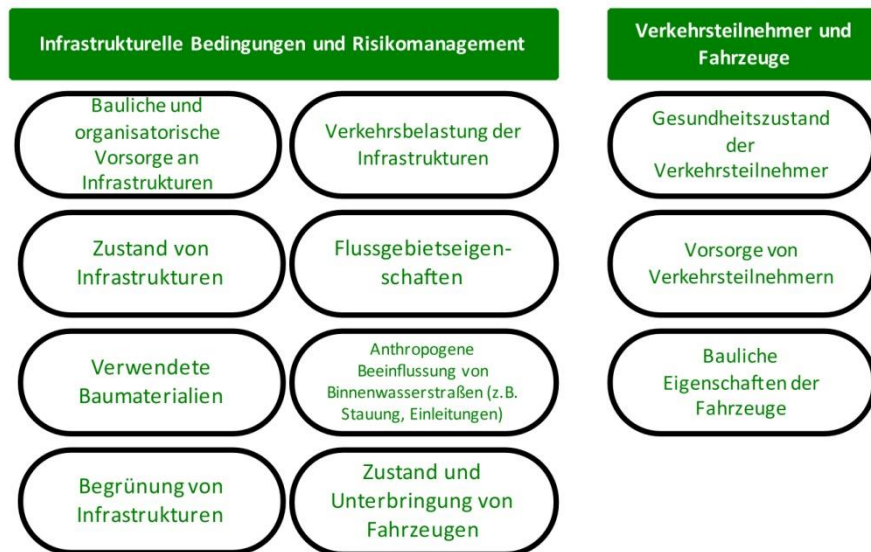 Infrastrukturelle Bedingungen und Risikomanagement
Verkehrsteilnehmer und
Fahrzeuge
Bauliche und
organisatorische
Vorsorge an
Infrastrukturen
Verkehrsbelastung der
Infrastrukturen
Gesundheitszustand
der
Verkehrsteilnehmer
Zustand von
Infrastrukturen
Flussgebietseigen-
schaften
Vorsorge von
Verkehrsteilnehmern
Verwendete
Baumaterialien
Anthropogene
Beeinflussung von
Binnenwasserstraßen (z.B.
Stauung, Einleitungen)
Bauliche
Eigenschaften der
Fahrzeuge
Begrünung von
Infrastrukturen
Zustand und
Unterbringung von
Fahrzeugen